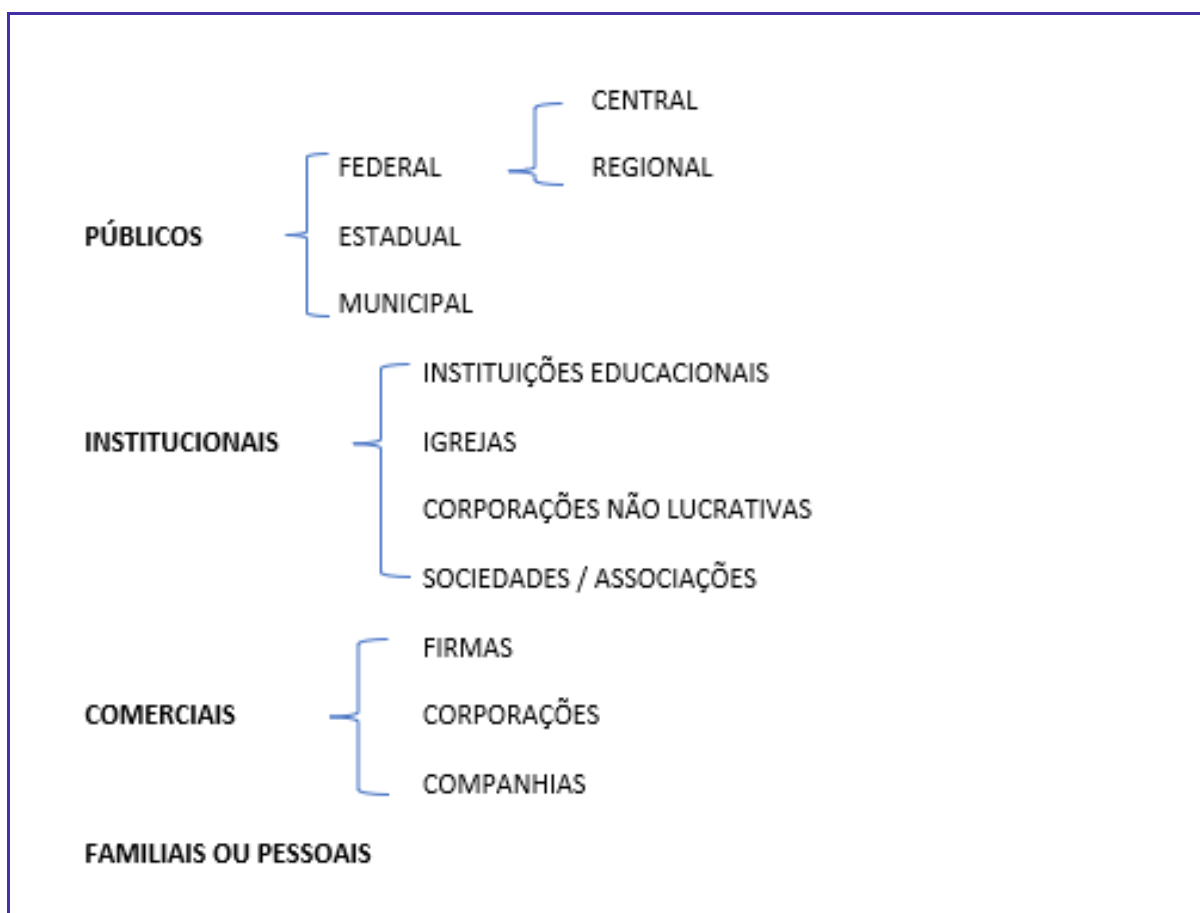 CENTRAL
FEDERAL REGIONAL
PÚBLICOS ESTADUAL
MUNICIPAL
INSTITUIÇÕES EDUCACIONAIS
INSTITUCIONAIS IGREJAS
CORPORAÇÕES NÃO LUCRATIVAS
SOCIEDADES / ASSOCIAÇÕES
FIRMAS
COMERCIAIS CORPORAÇÕES
COMPANHIAS
FAMILIAIS OU PESSOAIS